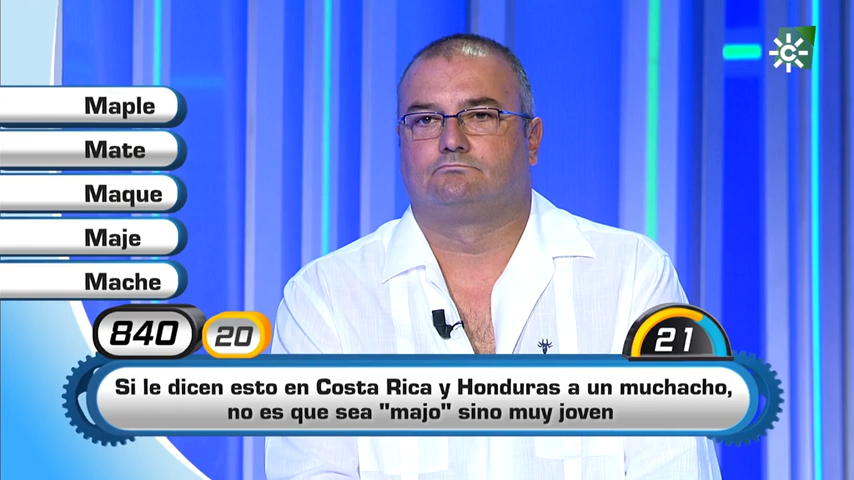 Maple
Mate
Maque
Maje
Mache
840
20
21
Si le dicen esto en Costa Rica y Honduras a un muchacho,
no es que sea "majo" sino muy joven